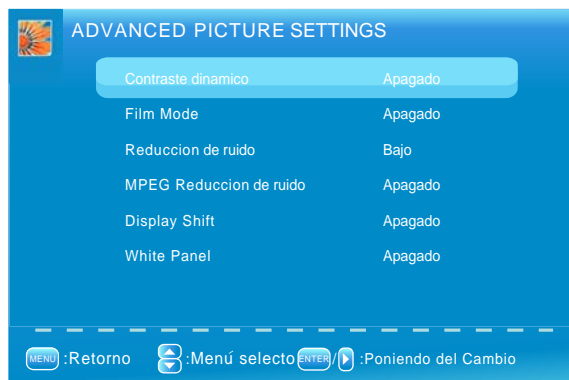 ADVANCED PICTURE SETTINGS
Contraste dinamico Apagado
Film Mode Apagado
Reduccion de ruido Bajo
MPEG Reduccion de ruido Apagado
Display Shift Apagado
White Panel Apagado
MENU :Retorno :Menú selecto ENTER / :Poniendo del Cambio